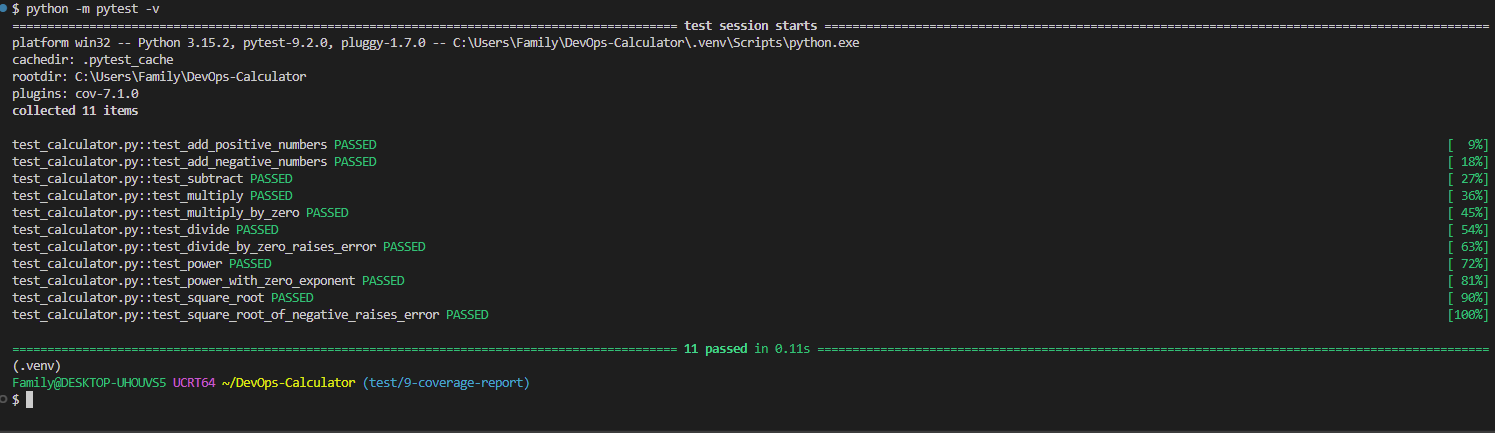 $ python -m pytest -v
=============================================================================================== test session starts ===============================================================================================
platform win32 -- Python 3.15.2, pytest-9.2.0, pluggy-1.7.0 -- C:\Users\Family\DevOps-Calculator\.venv\Scripts\python.exe
cachedir: .pytest_cache
rootdir: C:\Users\Family\DevOps-Calculator
plugins: cov-7.1.0
collected 11 items
test_calculator.py::test_add_positive_numbers PASSED [  9%]
test_calculator.py::test_add_negative_numbers PASSED [ 18%]
test_calculator.py::test_subtract PASSED [ 27%]
test_calculator.py::test_multiply PASSED [ 36%]
test_calculator.py::test_multiply_by_zero PASSED [ 45%]
test_calculator.py::test_divide PASSED [ 54%]
test_calculator.py::test_divide_by_zero_raises_error PASSED [ 63%]
test_calculator.py::test_power PASSED [ 72%]
test_calculator.py::test_power_with_zero_exponent PASSED [ 81%]
test_calculator.py::test_square_root PASSED [ 90%]
test_calculator.py::test_square_root_of_negative_raises_error PASSED [100%]
=============================================================================================== 11 passed in 0.11s ================================================================================================
(.venv)
Family@DESKTOP-UHOUVS5 UCRT64 ~/DevOps-Calculator (test/9-coverage-report)
$